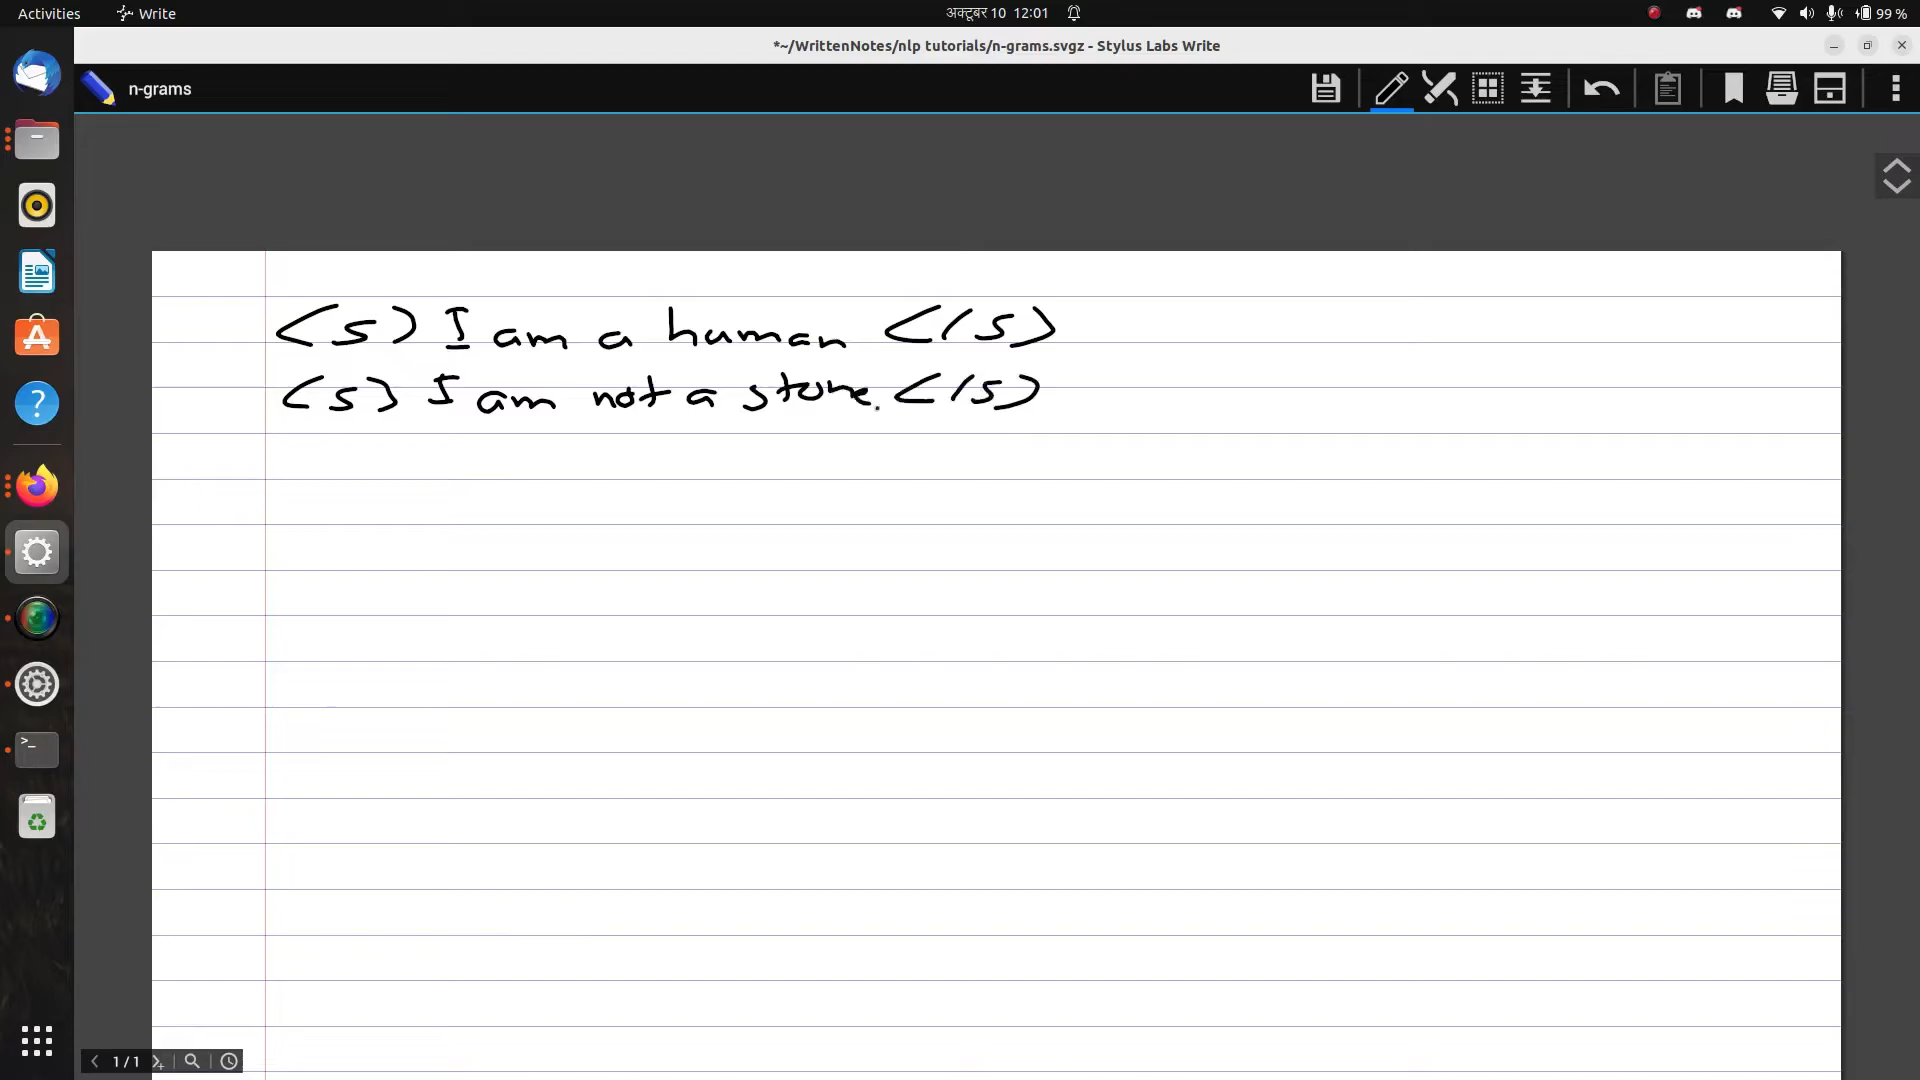 Activities Write अक्टूबर 10 12:01 99 %
*~/WrittenNotes/nlp tutorials/n-grams.svgz - Stylus Labs Write
n-grams
<s> I am a human </s>
<s> I am not a stone. </s>
1/1